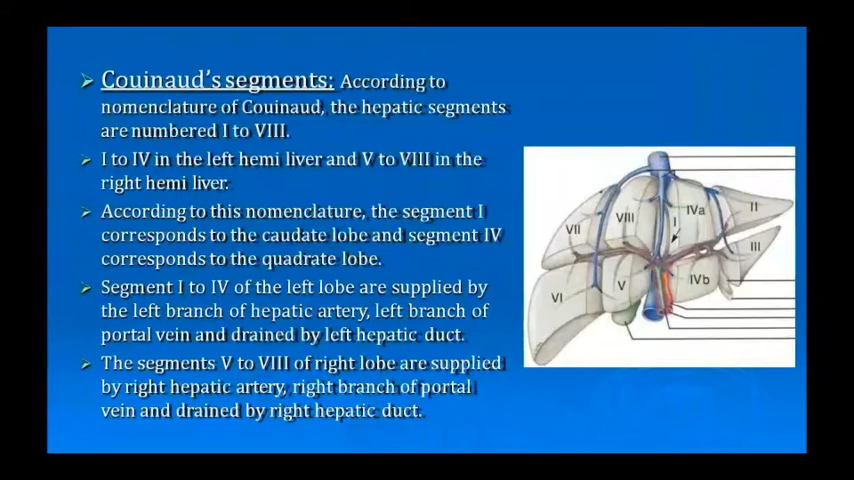 Couinaud's segments: According to
nomenclature of Couinaud, the hepatic segments
are numbered I to VIII.
I to IV in the left hemi liver and V to VIII in the
right hemi liver.
According to this nomenclature, the segment I
corresponds to the caudate lobe and segment IV
corresponds to the quadrate lobe.
Segment I to IV of the left lobe are supplied by
the left branch of hepatic artery, left branch of
portal vein and drained by left hepatic duct.
The segments V to VIII of right lobe are supplied
by right hepatic artery, right branch of portal
vein and drained by right hepatic duct.
VII
VIII
I
IVa
II
III
VI
V
IVb